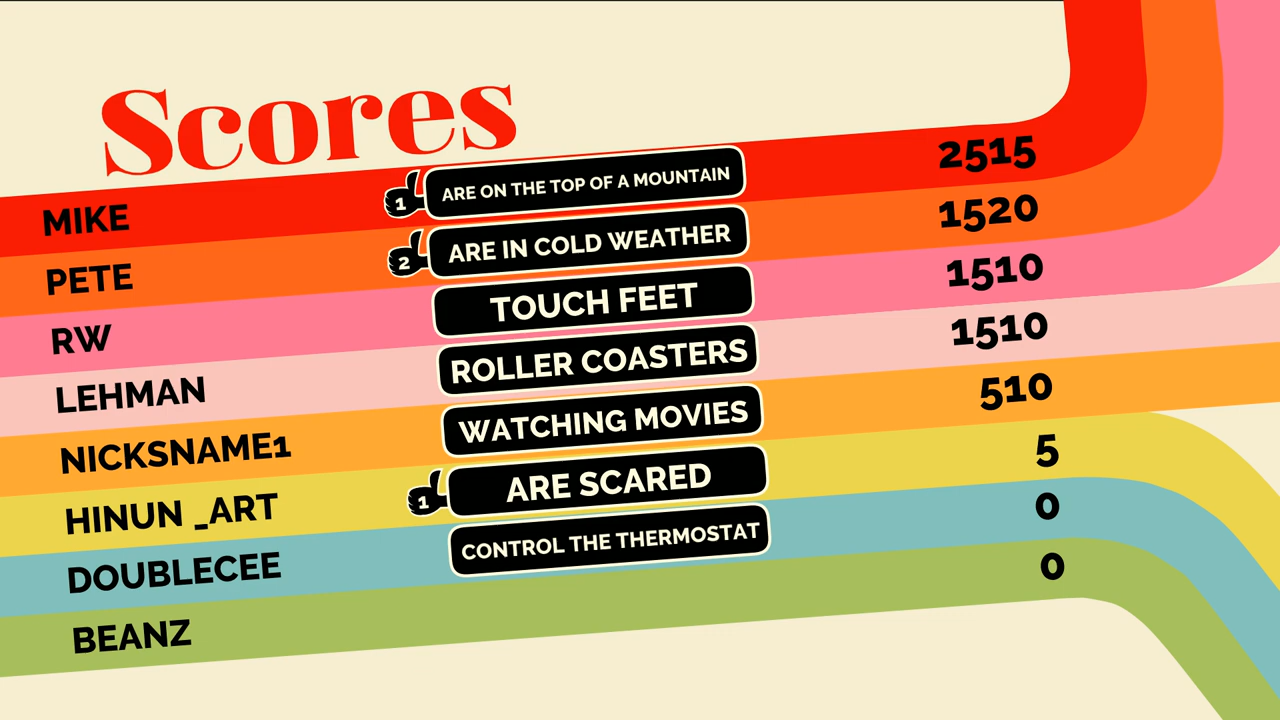 Scores
MIKE 1 ARE ON THE TOP OF A MOUNTAIN 2515
PETE 2 ARE IN COLD WEATHER 1520
RW TOUCH FEET 1510
LEHMAN ROLLER COASTERS 1510
NICKSNAME1 WATCHING MOVIES 510
HINUN _ART 1 ARE SCARED 5
DOUBLECEE CONTROL THE THERMOSTAT 0
BEANZ 0